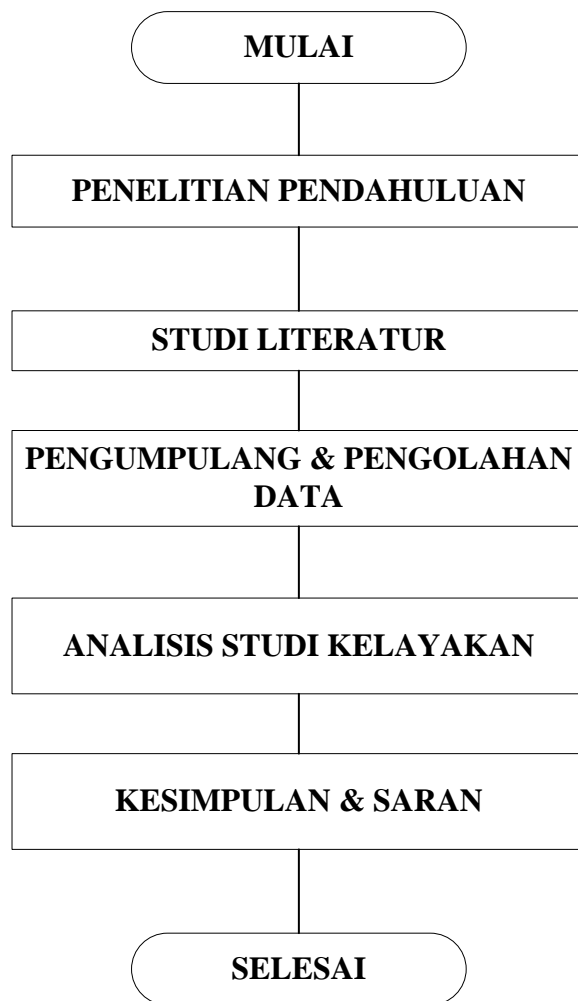 MULAI
PENELITIAN PENDAHULUAN
STUDI LITERATUR
PENGUMPULANG & PENGOLAHAN
DATA
ANALISIS STUDI KELAYAKAN
KESIMPULAN & SARAN
SELESAI